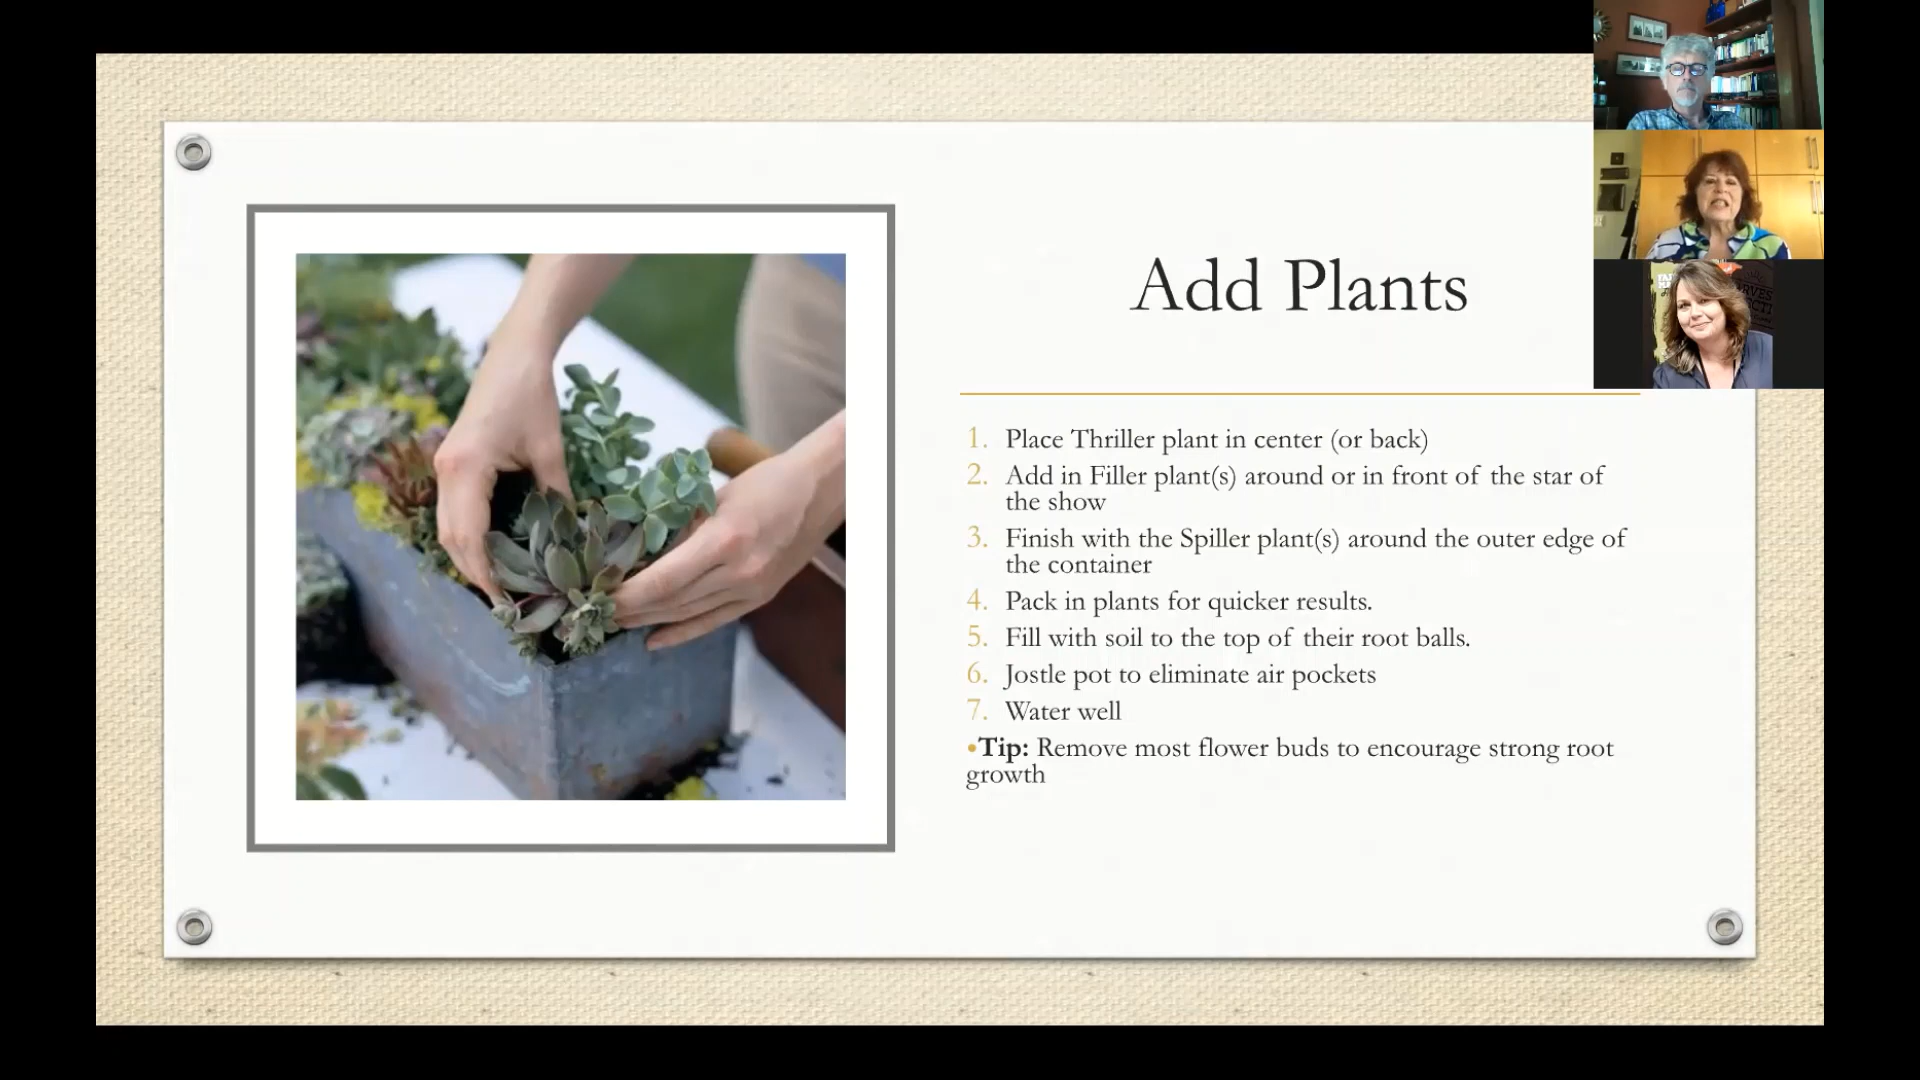 Add Plants
1. Place Thriller plant in center (or back)
2. Add in Filler plant(s) around or in front of the star of
the show
3. Finish with the Spiller plant(s) around the outer edge of
the container
4. Pack in plants for quicker results.
5. Fill with soil to the top of their root balls.
6. Jostle pot to eliminate air pockets
7. Water well
•Tip: Remove most flower buds to encourage strong root
growth